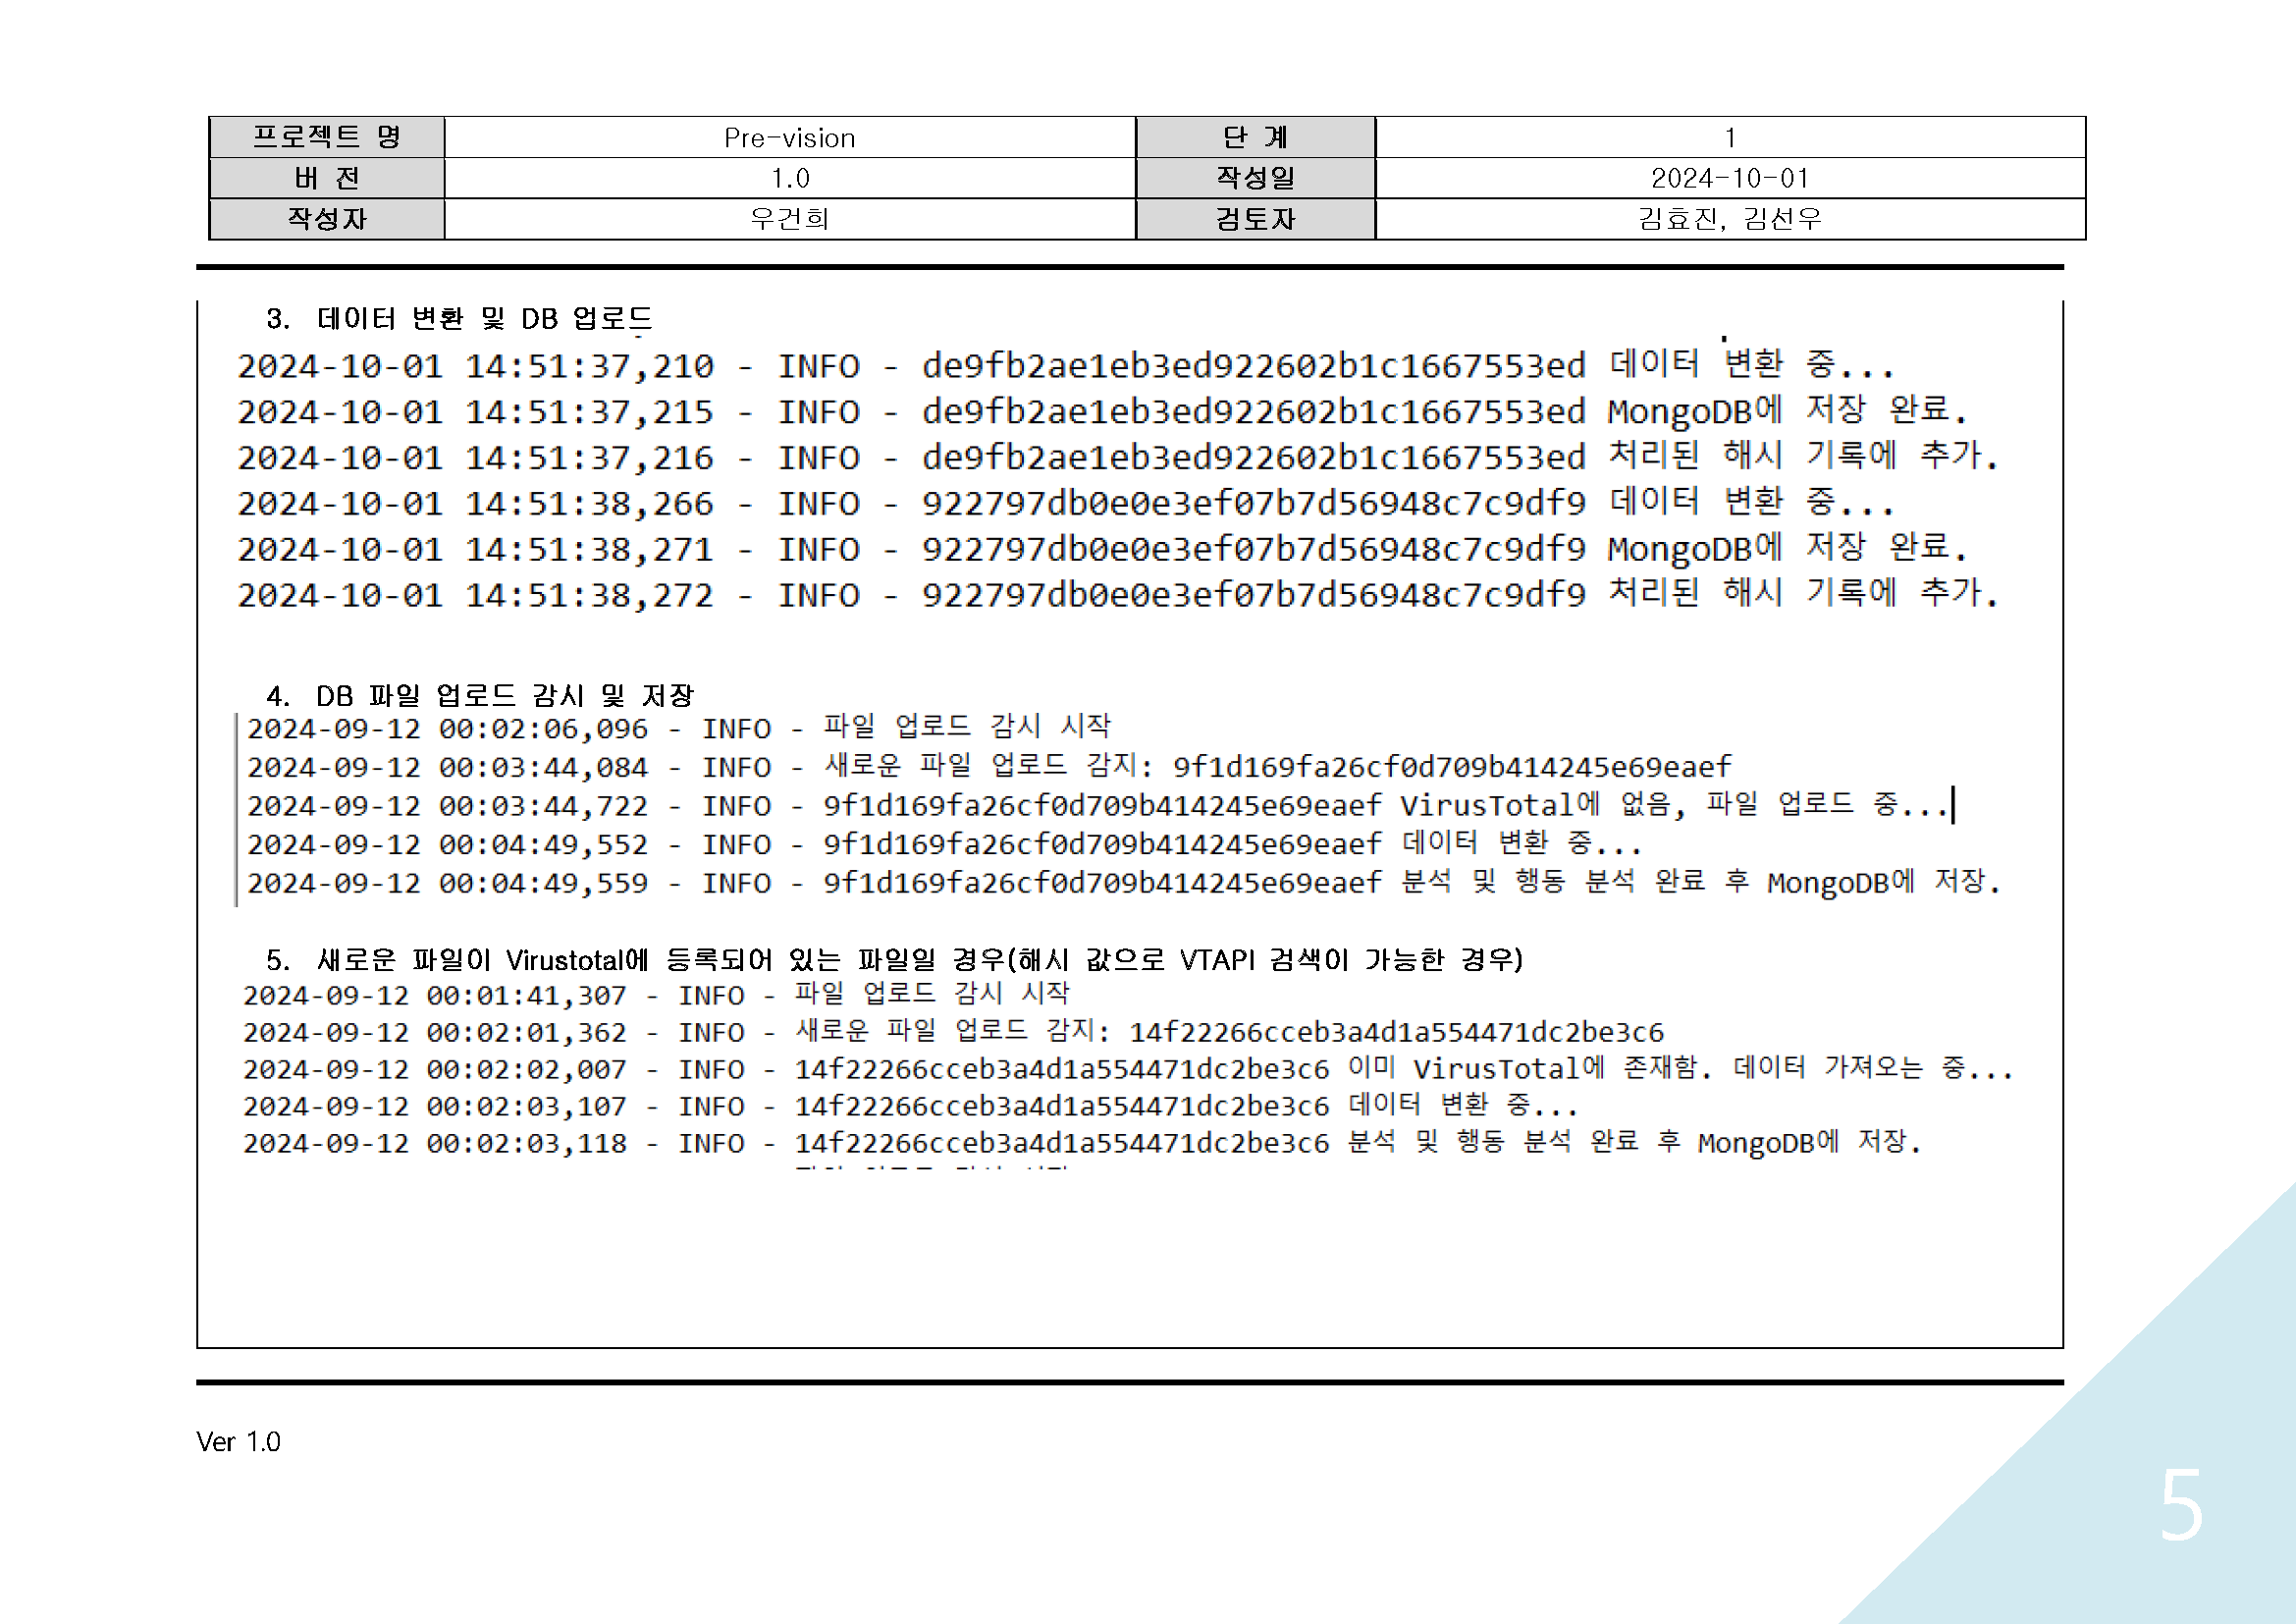 프로젝트 명 Pre-vision 단 계 1
버 전 1.0 작성일 2024-10-01
작성자 우건희 검토자 김효진, 김선우
3. 데이터 변환 및 DB 업로드
2024-10-01 14:51:37,210 - INFO - de9fb2ae1eb3ed922602b1c1667553ed 데이터 변환 중...
2024-10-01 14:51:37,215 - INFO - de9fb2ae1eb3ed922602b1c1667553ed MongoDB에 저장 완료.
2024-10-01 14:51:37,216 - INFO - de9fb2ae1eb3ed922602b1c1667553ed 처리된 해시 기록에 추가.
2024-10-01 14:51:38,266 - INFO - 922797db0e0e3ef07b7d56948c7c9df9 데이터 변환 중...
2024-10-01 14:51:38,271 - INFO - 922797db0e0e3ef07b7d56948c7c9df9 MongoDB에 저장 완료.
2024-10-01 14:51:38,272 - INFO - 922797db0e0e3ef07b7d56948c7c9df9 처리된 해시 기록에 추가.
4. DB 파일 업로드 감시 및 저장
2024-09-12 00:02:06,096 - INFO - 파일 업로드 감시 시작
2024-09-12 00:03:44,084 - INFO - 새로운 파일 업로드 감지: 9f1d169fa26cf0d709b414245e69eaef
2024-09-12 00:03:44,722 - INFO - 9f1d169fa26cf0d709b414245e69eaef VirusTotal에 없음, 파일 업로드 중...
2024-09-12 00:04:49,552 - INFO - 9f1d169fa26cf0d709b414245e69eaef 데이터 변환 중...
2024-09-12 00:04:49,559 - INFO - 9f1d169fa26cf0d709b414245e69eaef 분석 및 행동 분석 완료 후 MongoDB에 저장.
5. 새로운 파일이 Virustotal에 등록되어 있는 파일일 경우(해시 값으로 VTAPI 검색이 가능한 경우)
2024-09-12 00:01:41,307 - INFO - 파일 업로드 감시 시작
2024-09-12 00:02:01,362 - INFO - 새로운 파일 업로드 감지: 14f22266cceb3a4d1a554471dc2be3c6
2024-09-12 00:02:02,007 - INFO - 14f22266cceb3a4d1a554471dc2be3c6 이미 VirusTotal에 존재함. 데이터 가져오는 중...
2024-09-12 00:02:03,107 - INFO - 14f22266cceb3a4d1a554471dc2be3c6 데이터 변환 중...
2024-09-12 00:02:03,118 - INFO - 14f22266cceb3a4d1a554471dc2be3c6 분석 및 행동 분석 완료 후 MongoDB에 저장.
Ver 1.0
5